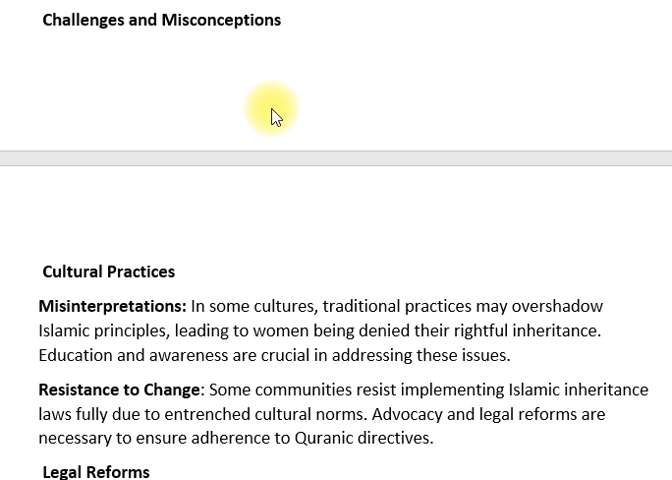 Challenges and Misconceptions
Cultural Practices
Misinterpretations: In some cultures, traditional practices may overshadow
Islamic principles, leading to women being denied their rightful inheritance.
Education and awareness are crucial in addressing these issues.
Resistance to Change: Some communities resist implementing Islamic inheritance
laws fully due to entrenched cultural norms. Advocacy and legal reforms are
necessary to ensure adherence to Quranic directives.
Legal Reforms